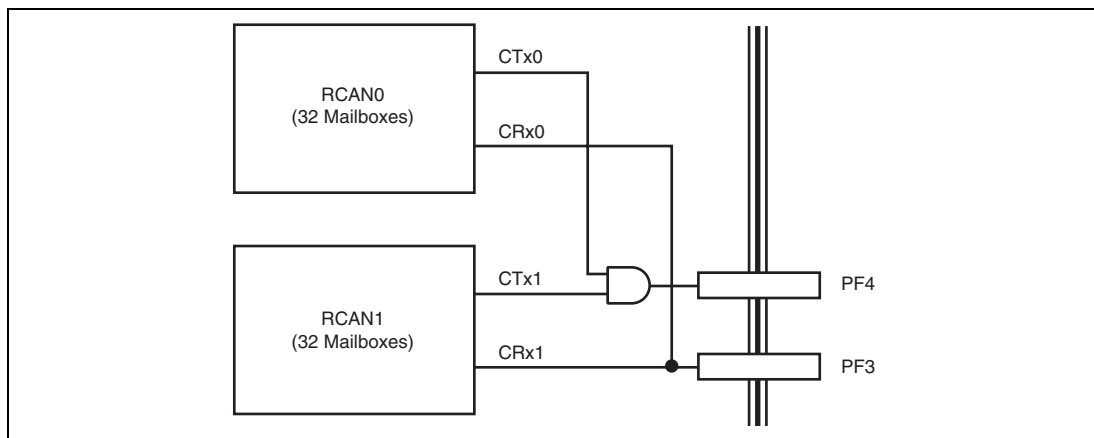 CTx0
RCAN0
(32 Mailboxes)
CRx0
CTx1
PF4
RCAN1
(32 Mailboxes)
CRx1
PF3